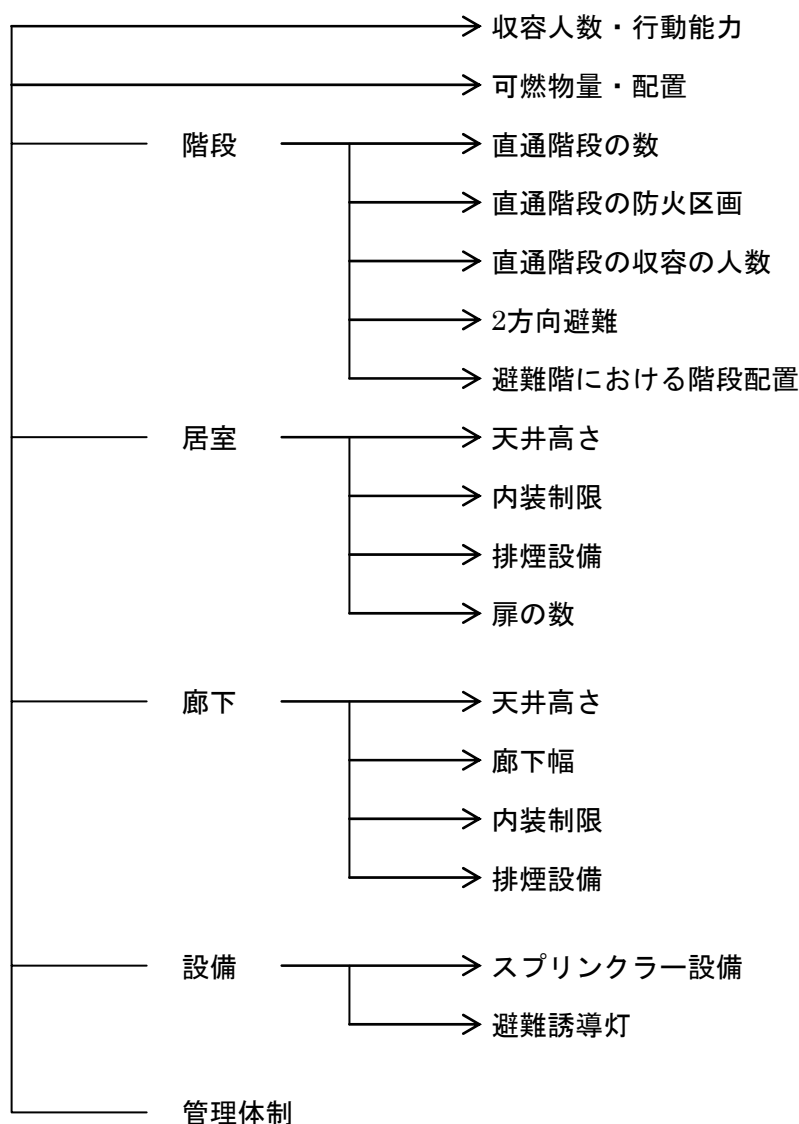 収容人数・行動能力
可燃物量・配置
階段
直通階段の数
直通階段の防火区画
直通階段の収容の人数
2方向避難
避難階における階段配置
居室
天井高さ
内装制限
排煙設備
扉の数
廊下
天井高さ
廊下幅
内装制限
排煙設備
設備
スプリンクラー設備
避難誘導灯
管理体制